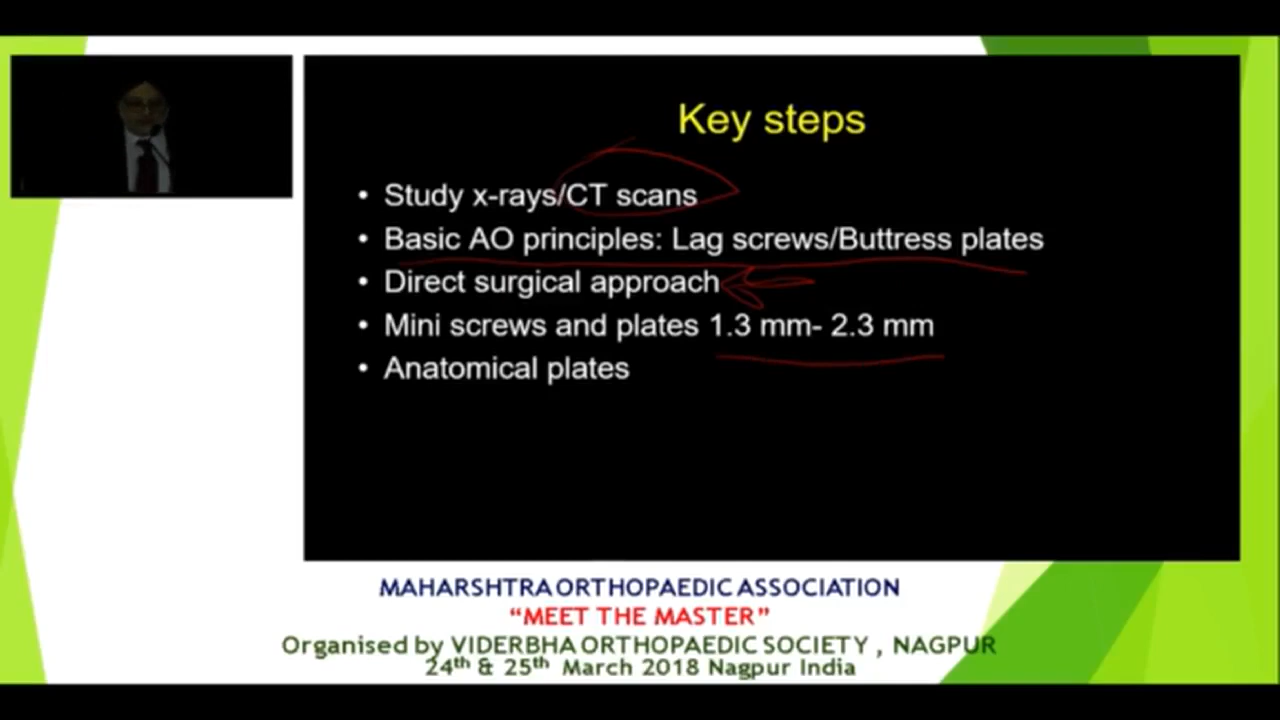 Key steps
• Study x-rays/CT scans
• Basic AO principles: Lag screws/Buttress plates
• Direct surgical approach
• Mini screws and plates 1.3 mm- 2.3 mm
• Anatomical plates
MAHARSHTRA ORTHOPAEDIC ASSOCIATION
“MEET THE MASTER”
Organised by VIDERBHA ORTHOPAEDIC SOCIETY , NAGPUR
24th & 25th March 2018 Nagpur India